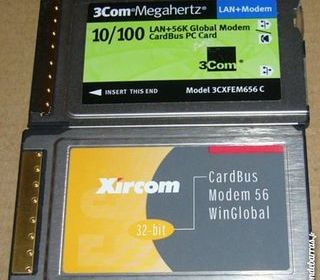 3Com Megahertz®
LAN+Modem
10/100
LAN+56K Global Modem
CardBus PC Card
3Com®
INSERT THIS END
Model 3CXFEM656 C
Xircom
CardBus
Modem 56
WinGlobal
32-bit